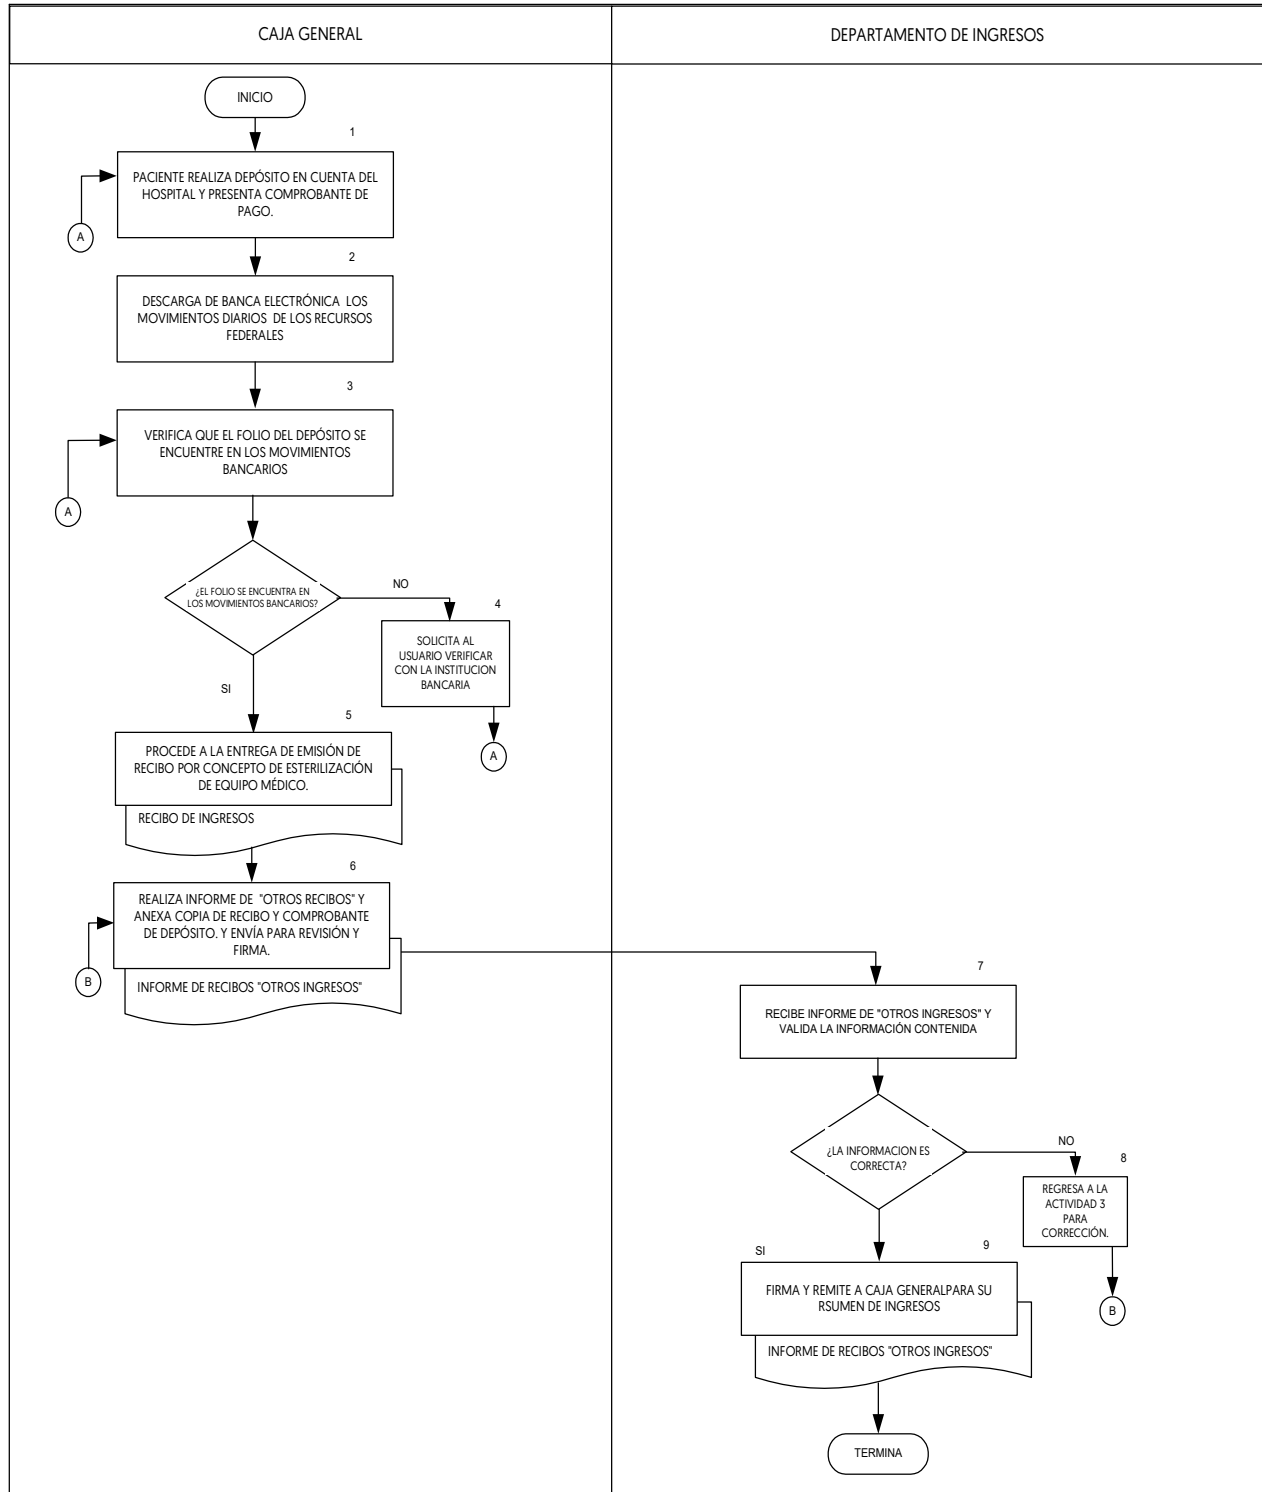 CAJA GENERAL
DEPARTAMENTO DE INGRESOS
INICIO
1
PACIENTE REALIZA DEPÓSITO EN CUENTA DEL
HOSPITAL Y PRESENTA COMPROBANTE DE
PAGO.
A
2
DESCARGA DE BANCA ELECTRÓNICA LOS
MOVIMIENTOS DIARIOS DE LOS RECURSOS
FEDERALES
3
VERIFICA QUE EL FOLIO DEL DEPÓSITO SE
ENCUENTRE EN LOS MOVIMIENTOS
BANCARIOS
A
¿EL FOLIO SE ENCUENTRA EN
LOS MOVIMIENTOS BANCARIOS?
NO
4
SOLICITA AL
USUARIO VERIFICAR
CON LA INSTITUCION
BANCARIA
A
SI
5
PROCEDE A LA ENTREGA DE EMISIÓN DE
RECIBO POR CONCEPTO DE ESTERILIZACIÓN
DE EQUIPO MÉDICO.
RECIBO DE INGRESOS
6
REALIZA INFORME DE "OTROS RECIBOS" Y
ANEXA COPIA DE RECIBO Y COMPROBANTE
DE DEPÓSITO. Y ENVÍA PARA REVISIÓN Y
FIRMA.
B
INFORME DE RECIBOS "OTROS INGRESOS"
7
RECIBE INFORME DE "OTROS INGRESOS" Y
VALIDA LA INFORMACIÓN CONTENIDA
¿LA INFORMACION ES
CORRECTA?
NO
8
REGRESA A LA
ACTIVIDAD 3
PARA
CORRECCIÓN.
B
SI
9
FIRMA Y REMITE A CAJA GENERALPARA SU
RSUMEN DE INGRESOS
INFORME DE RECIBOS "OTROS INGRESOS"
TERMINA